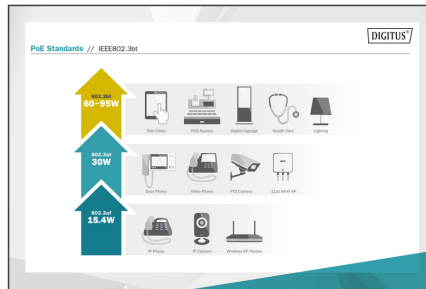 DIGITUS®
PoE Standards // IEEE802.3bt
802.3bt
60–95W
Thin Client
POS System
Digital Signage
Health Care
Lighting
802.3at
30W
Door Phone
Video Phone
PTZ Camera
11ac Wi-Fi AP
802.3af
15.4W
IP Phone
IP Camera
Wireless AP/Router